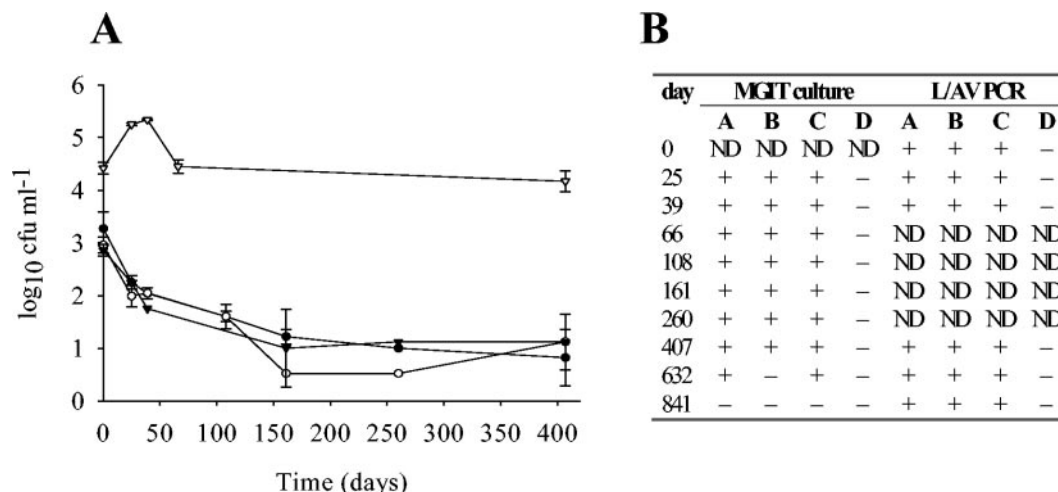 A
6
5
4
3
2
1
0
log10 cfu ml-1
0 50 100 150 200 250 300 350 400
Time (days)
B
day MGIT culture L/AV PCR
A B C D A B C D
0 ND ND ND ND + + + –
25 + + + – + + + –
39 + + + – + + + –
66 + + + – ND ND ND ND
108 + + + – ND ND ND ND
161 + + + – ND ND ND ND
260 + + + – ND ND ND ND
407 + + + – + + + –
632 + – + – + + + –
841 – – – – + + + –